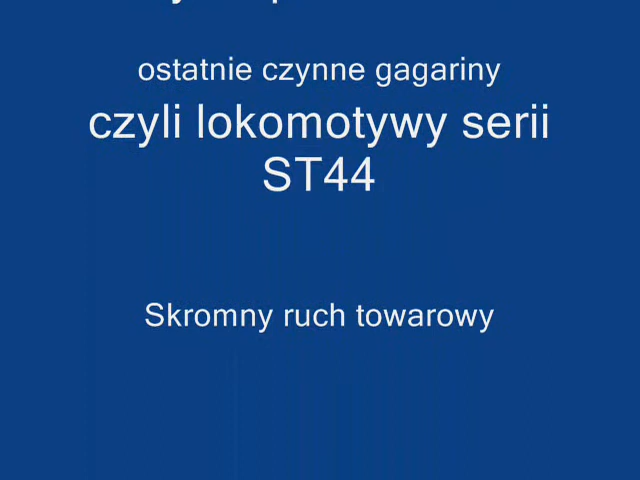 ostatnie czynne gagariny
czyli lokomotywy serii
ST44
Skromny ruch towarowy